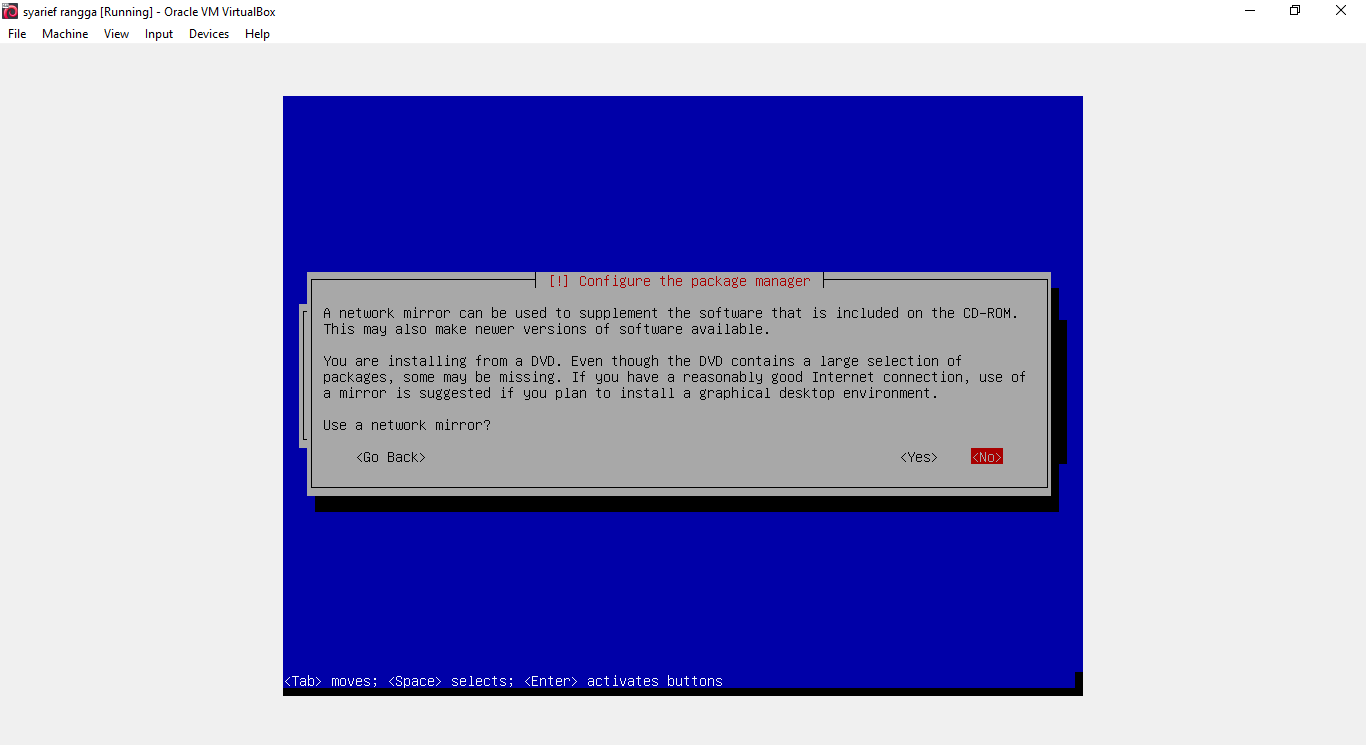 syarief rangga [Running] - Oracle VM VirtualBox
File Machine View Input Devices Help
[!] Configure the package manager
A network mirror can be used to supplement the software that is included on the CD-ROM.
This may also make newer versions of software available.
You are installing from a DVD. Even though the DVD contains a large selection of
packages, some may be missing. If you have a reasonably good Internet connection, use of
a mirror is suggested if you plan to install a graphical desktop environment.
Use a network mirror?
<Go Back> <Yes> <No>
<Tab> moves; <Space> selects; <Enter> activates buttons